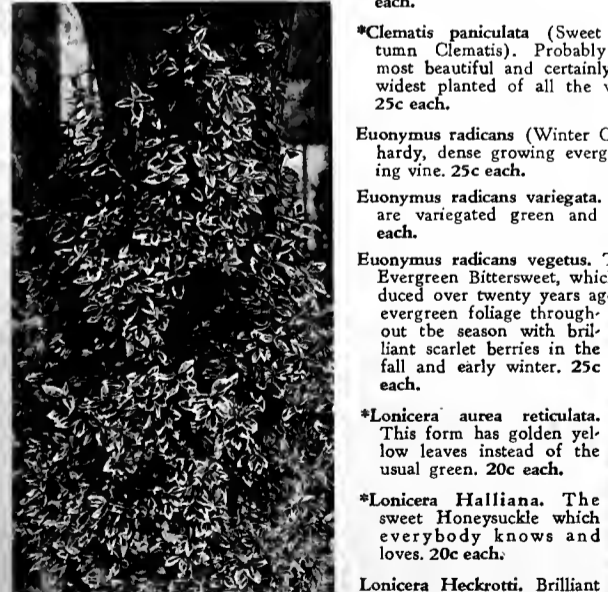 each.
*Clematis paniculata (Sweet
tumn Clematis). Probably
most beautiful and certainly
widest planted of all the
25c each.
Euonymus radicans (Winter
hardy, dense growing everg
ing vine. 25c each.
Euonymus radicans variegata.
are variegated green and
each.
Euonymus radicans vegetus.
Evergreen Bittersweet, whic
duced over twenty years ag
evergreen foliage through-
out the season with bril-
liant scarlet berries in the
fall and early winter. 25c
each.
*Lonicera aurea reticulata.
This form has golden yel-
low leaves instead of the
usual green. 20c each.
*Lonicera Halliana. The
sweet Honeysuckle which
everybody knows and
loves. 20c each.
Lonicera Heckrotti. Brilliant